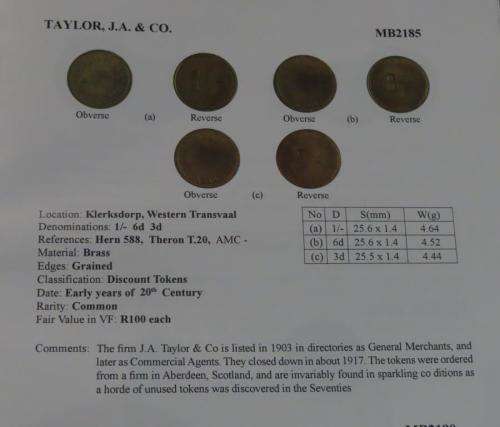 TAYLOR, J.A. & CO.
MB2185
Obverse (a) Reverse Obverse (b) Reverse
Obverse (c) Reverse
Location: Klerksdorp, Western Transvaal
Denominations: 1/- 6d 3d
References: Hern 588, Theron T.20, AMC -
Material: Brass
Edges: Grained
Classification: Discount Tokens
Date: Early years of 20th Century
Rarity: Common
Fair Value in VF: R100 each
No D S(mm) W(g)
(a) 1/- 25.6 x 1.4 4.64
(b) 6d 25.6 x 1.4 4.52
(c) 3d 25.5 x 1.4 4.44
Comments: The firm J.A. Taylor & Co is listed in 1903 in directories as General Merchants, and
later as Commercial Agents. They closed down in about 1917. The tokens were ordered
from a firm in Aberdeen, Scotland, and are invariably found in sparkling co ditions as
a horde of unused tokens was discovered in the Seventies